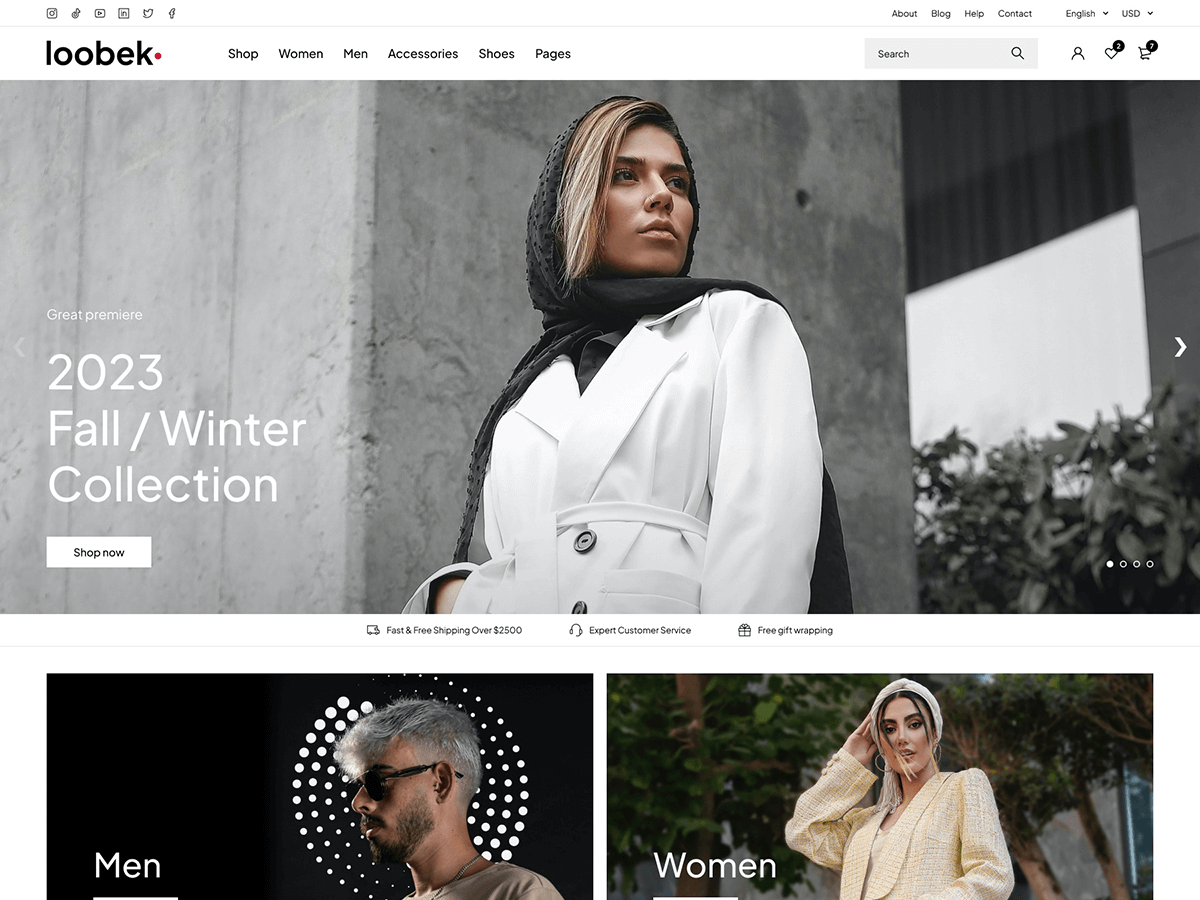 About Blog Help Contact English USD
loobek
Shop Women Men Accessories Shoes Pages
Search
2
7
Great premiere
2023
Fall / Winter
Collection
Shop now
Fast & Free Shipping Over $2500
Expert Customer Service
Free gift wrapping
Men
Women